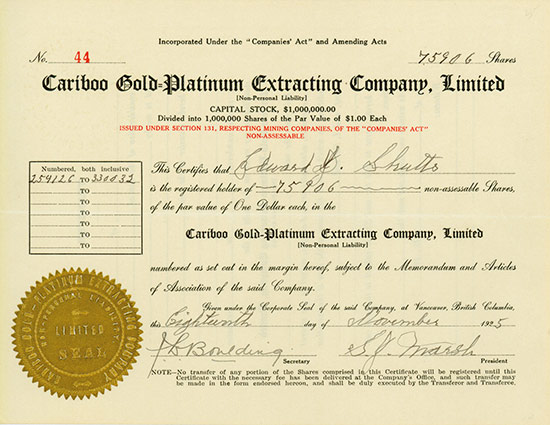 Incorporated Under the "Companies' Act" and Amending Acts
No. 44 75906 Shares
Cariboo Gold-Platinum Extracting Company, Limited
[Non-Personal Liability]
CAPITAL STOCK, $1,000,000.00
Divided into 1,000,000 Shares of the Par Value of $1.00 Each
ISSUED UNDER SECTION 131, RESPECTING MINING COMPANIES, OF THE "COMPANIES' ACT"
NON-ASSESSABLE
Numbered, both inclusive
254126 TO 330032
TO
TO
TO
TO
TO
TO
This Certifies that Edward J. Shutts
is the registered holder of —75906— non-assessable Shares,
of the par value of One Dollar each, in the
Cariboo Gold-Platinum Extracting Company, Limited
[Non-Personal Liability]
numbered as set out in the margin hereof, subject to the Memorandum and Articles
of Association of the said Company.
Given under the Corporate Seal of the said Company, at Vancouver, British Columbia,
this Eighteenth day of November 1925
Boulding S. J. Marsh
Secretary President
NOTE—No transfer of any portion of the Shares comprised in this Certificate will be registered until this
Certificate with the necessary fee has been delivered at the Company's Office, such transfer may
be made in the form endorsed hereon, and shall be duly executed by the Transferor and Transferee.
CARIBOO GOLD-PLATINUM EXTRACTING COMPANY
NON-PERSONAL LIABILITY
LIMITED
SEAL